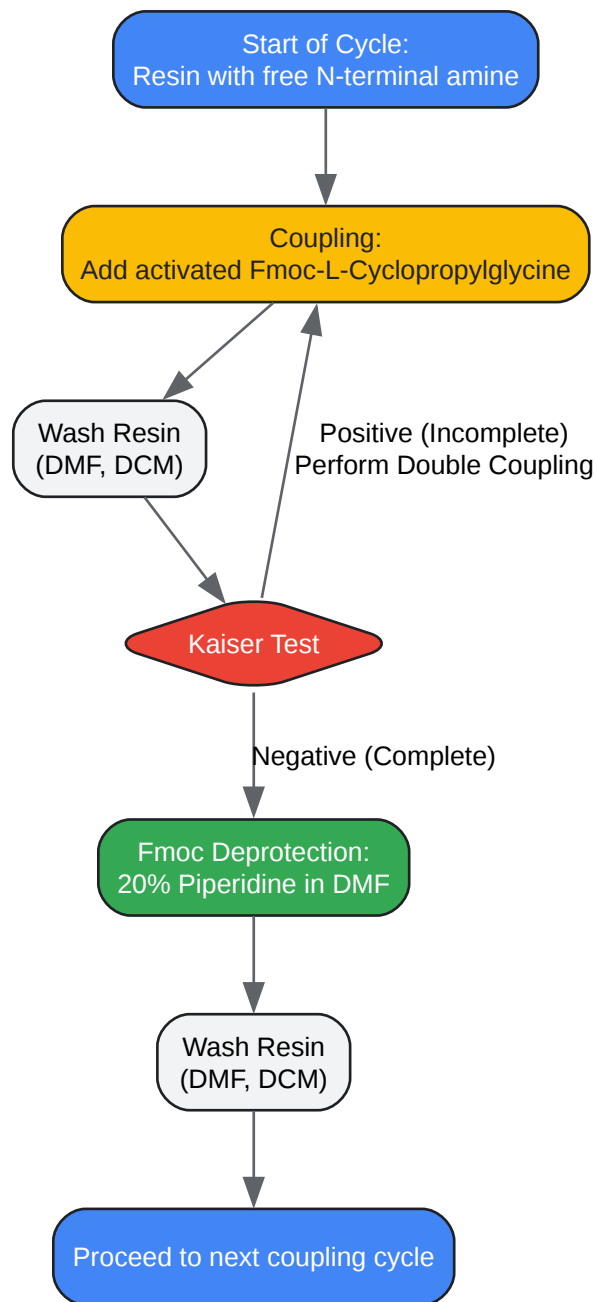 Start of Cycle:
Resin with free N-terminal amine
Coupling:
Add activated Fmoc-L-Cyclopropylglycine
Wash Resin
(DMF, DCM)
Positive (Incomplete)
Perform Double Coupling
Kaiser Test
Negative (Complete)
Fmoc Deprotection:
20% Piperidine in DMF
Wash Resin
(DMF, DCM)
Proceed to next coupling cycle